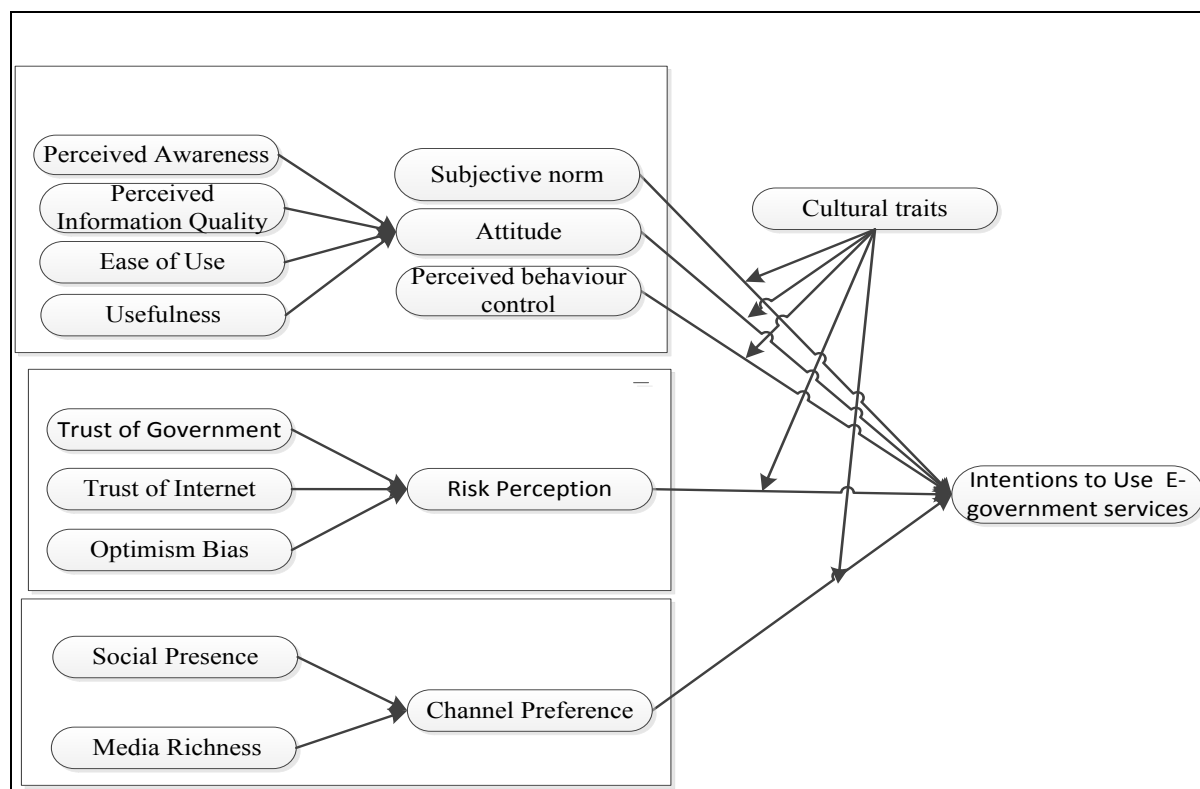 Perceived Awareness
Perceived
Information Quality
Ease of Use
Usefulness
Subjective norm
Attitude
Perceived behaviour
control
Cultural traits
Trust of Government
Trust of Internet
Optimism Bias
Risk Perception
Intentions to Use E-
government services
Social Presence
Media Richness
Channel Preference